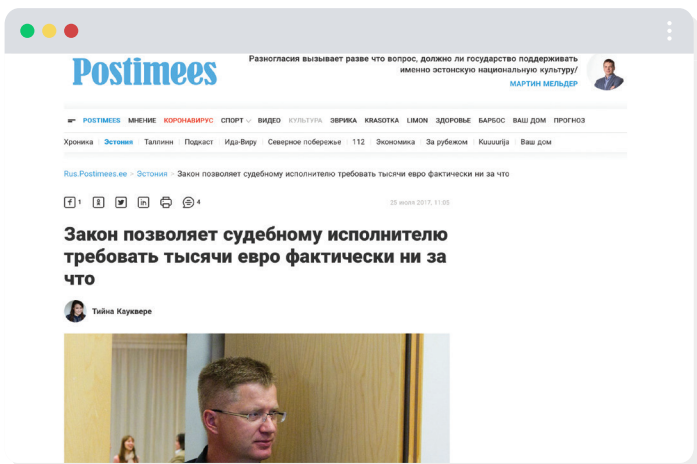 Postimees
Разногласия вызывает разве что вопрос, должно ли государство поддерживать
именно эстонскую национальную культуру/
МАРТИН МЕЛЬДЕР
POSTIMEES МНЕНИЕ КОРОНАВИРУС СПОРТ ВИДЕО КУЛЬТУРА ЭВРИКА KRASOTKA LIMON ЗДОРОВЬЕ БАРБОС ВАШ ДОМ ПРОГНОЗ
Хроника Эстония Таллинн Подкаст Ида-Виру Северное побережье 112 Экономика За рубежом Kuuuurija Ваш дом
Rus.Postimees.ee > Эстония > Закон позволяет судебному исполнителю требовать тысячи евро фактически ни за что
1 4
25 июля 2017, 11:05
Закон позволяет судебному исполнителю
требовать тысячи евро фактически ни за
что
Тийна Кауквере